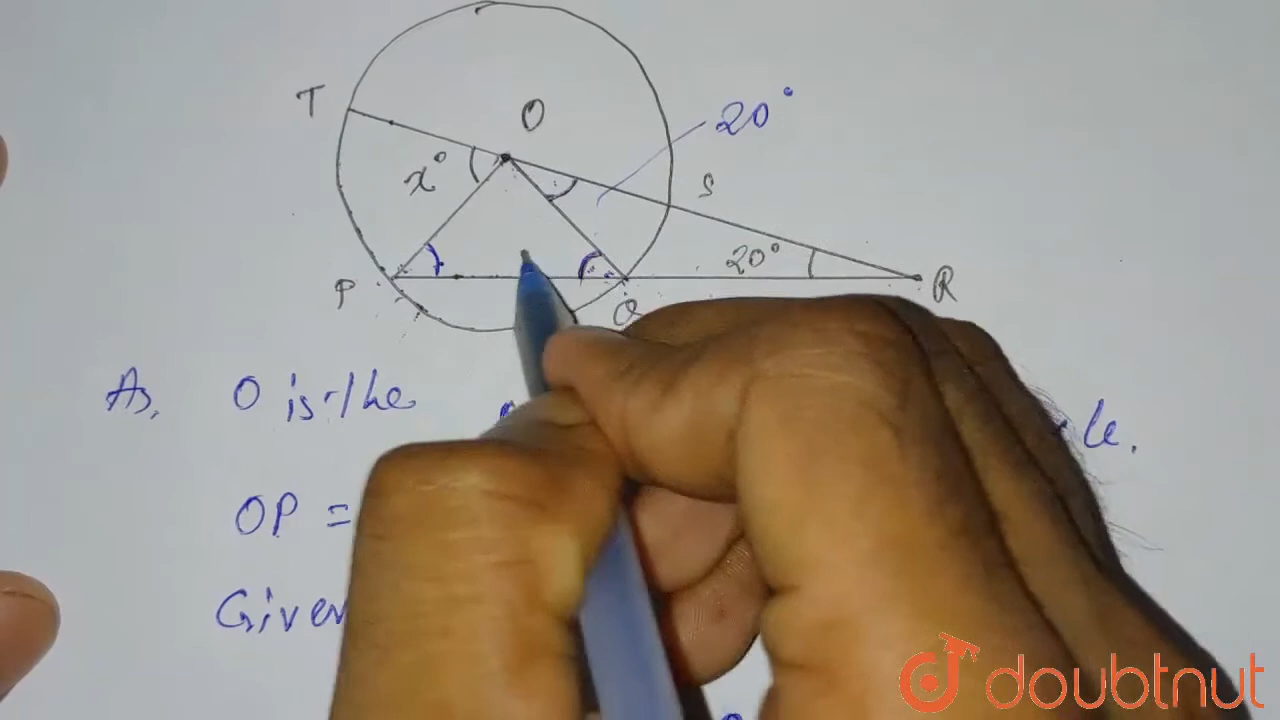 T
O
20°
x°
S
20°
P
Q
R
As, O is the le.
OP =
Given
doubtnut